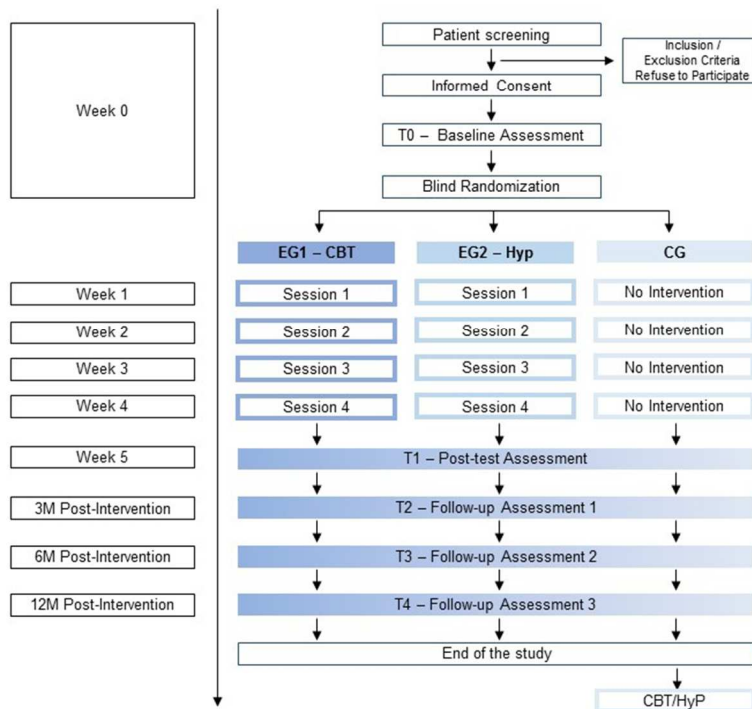 Patient screening
Inclusion /
Exclusion Criteria
Refuse to Participate
Week 0
Informed Consent
T0 – Baseline Assessment
Blind Randomization
EG1 – CBT
EG2 – Hyp
CG
Week 1
Session 1
Session 1
No Intervention
Week 2
Session 2
Session 2
No Intervention
Week 3
Session 3
Session 3
No Intervention
Week 4
Session 4
Session 4
No Intervention
Week 5
T1 – Post-test Assessment
3M Post-Intervention
T2 – Follow-up Assessment 1
6M Post-Intervention
T3 – Follow-up Assessment 2
12M Post-Intervention
T4 – Follow-up Assessment 3
End of the study
CBT/HyP